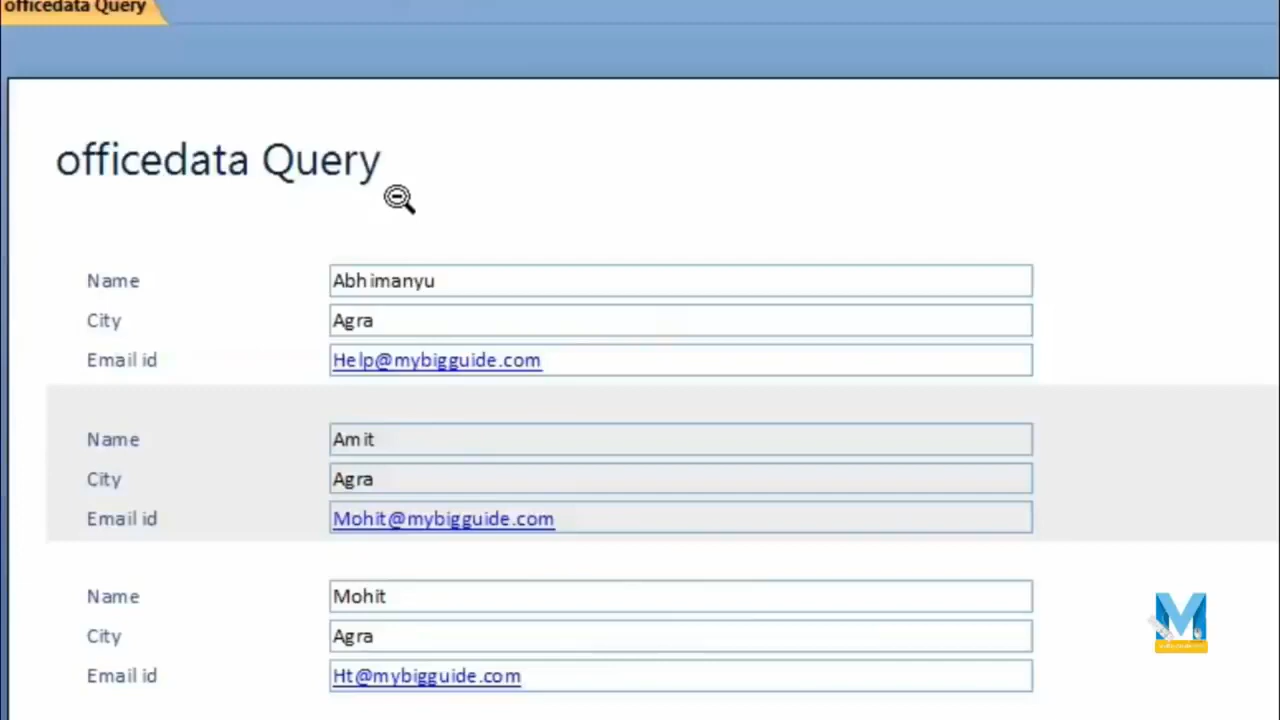 officedata Query
officedata Query
Name Abhimanyu
City Agra
Email id Help@mybigguide.com
Name Amit
City Agra
Email id Mohit@mybigguide.com
Name Mohit
City Agra
Email id Ht@mybigguide.com
M